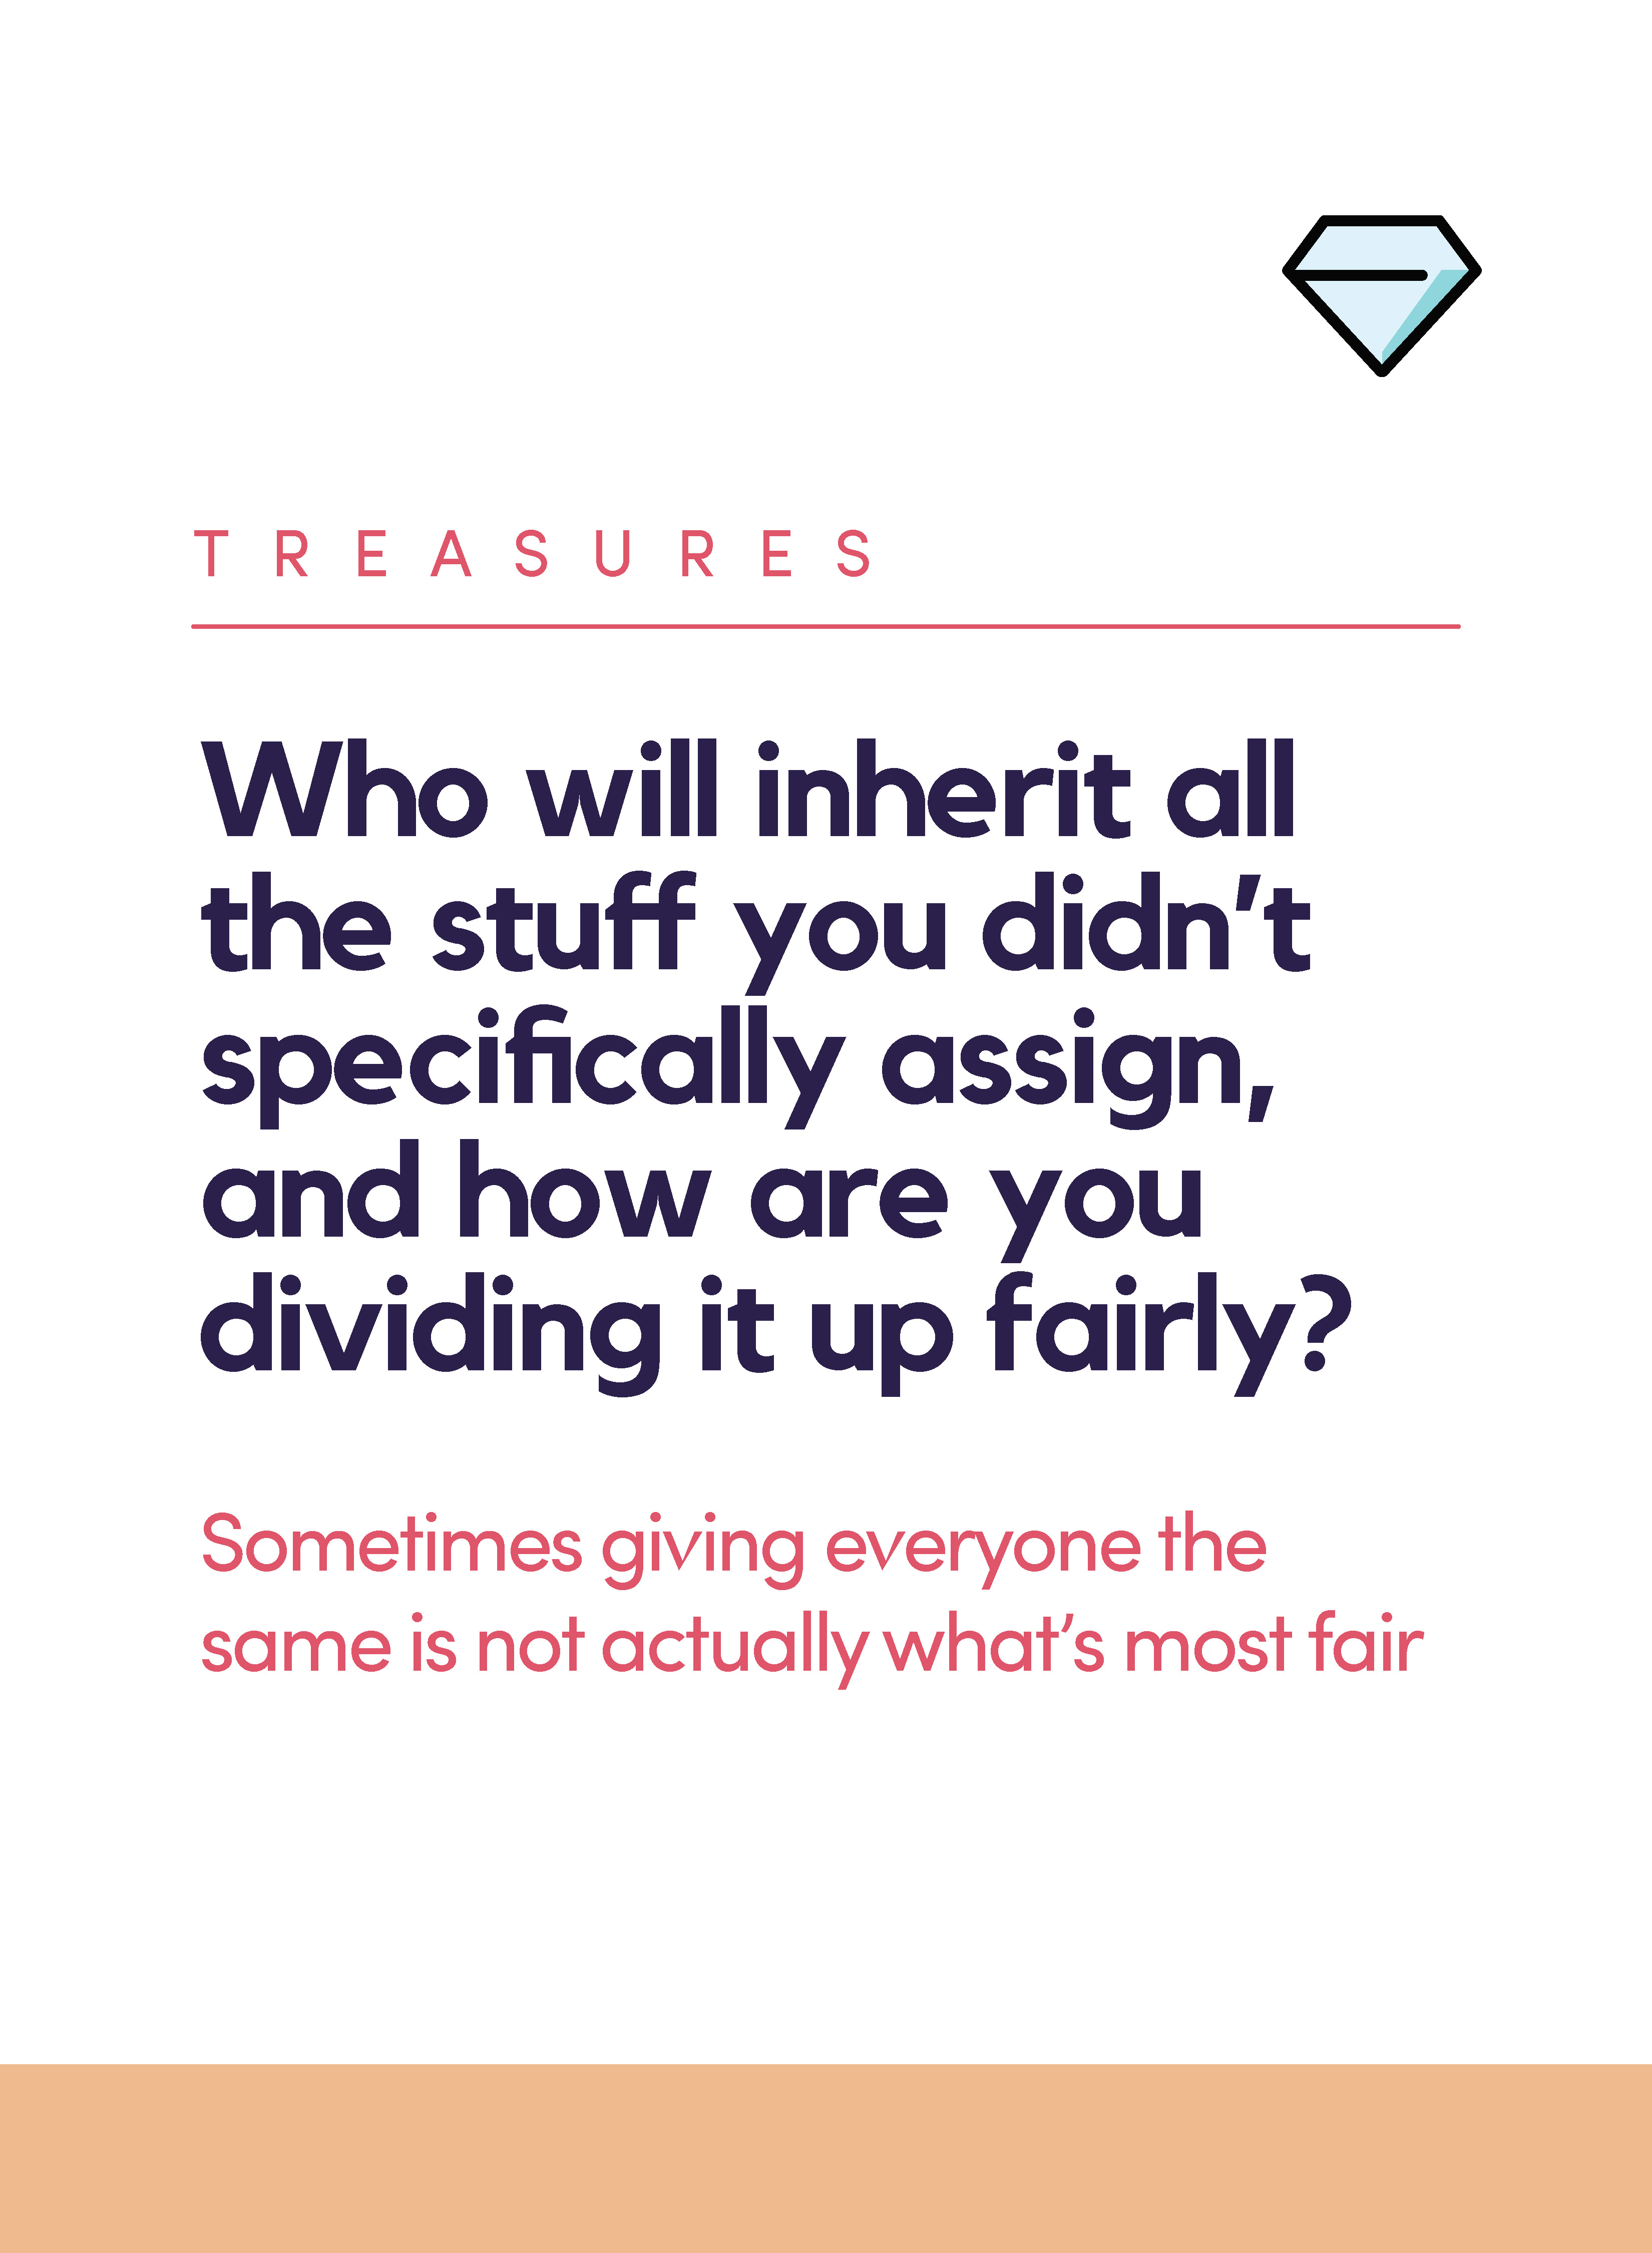 TREASURES
Who will inherit all
the stuff you didn’t
specifically assign,
and how are you
dividing it up fairly?
Sometimes giving everyone the
same is not actually what’s most fair